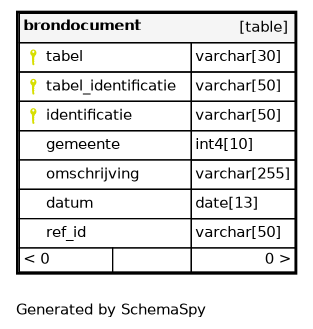 brondocument [table]
tabel varchar[30]
tabel_identificatie varchar[50]
identificatie varchar[50]
gemeente int4[10]
omschrijving varchar[255]
datum date[13]
ref_id varchar[50]
< 0 0 >
Generated by SchemaSpy